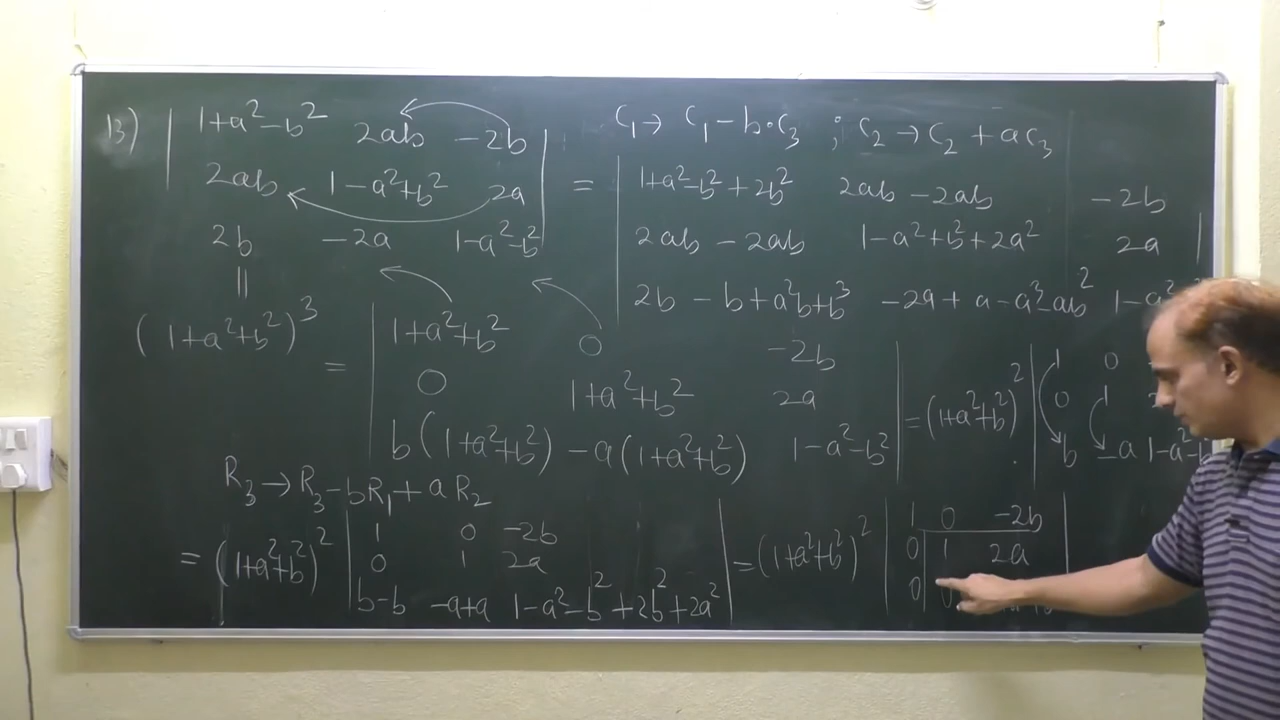 13) | 1+a²-b² 2ab -2b |
2ab 1-a²+b² 2a
2b -2a 1-a²-b²
||
(1+a²+b²)³
C₁→ C₁-b·C₃ ; C₂→C₂+aC₃
= | 1+a²-b²+2b² 2ab-2ab -2b
2ab-2ab 1-a²+b²+2a² 2a |
2b-b+a²b+b³ -2a+a-a³-ab² 1-a²
= | 1+a²+b² 0 -2b |
0 1+a²+b² 2a
b(1+a²+b²) -a(1+a²+b²) 1-a²-b²
=(1+a²+b²)² | 1 0
0 1
b -a 1-a²-b
R₃→R₃-bR₁+aR₂
=(1+a²+b²)² | 1 0 -2b |
0 1 2a
b-b -a+a 1-a²-b²+2b²+2a²
=(1+a²+b²)² | 1 0 -2b |
0 1 2a
0 0